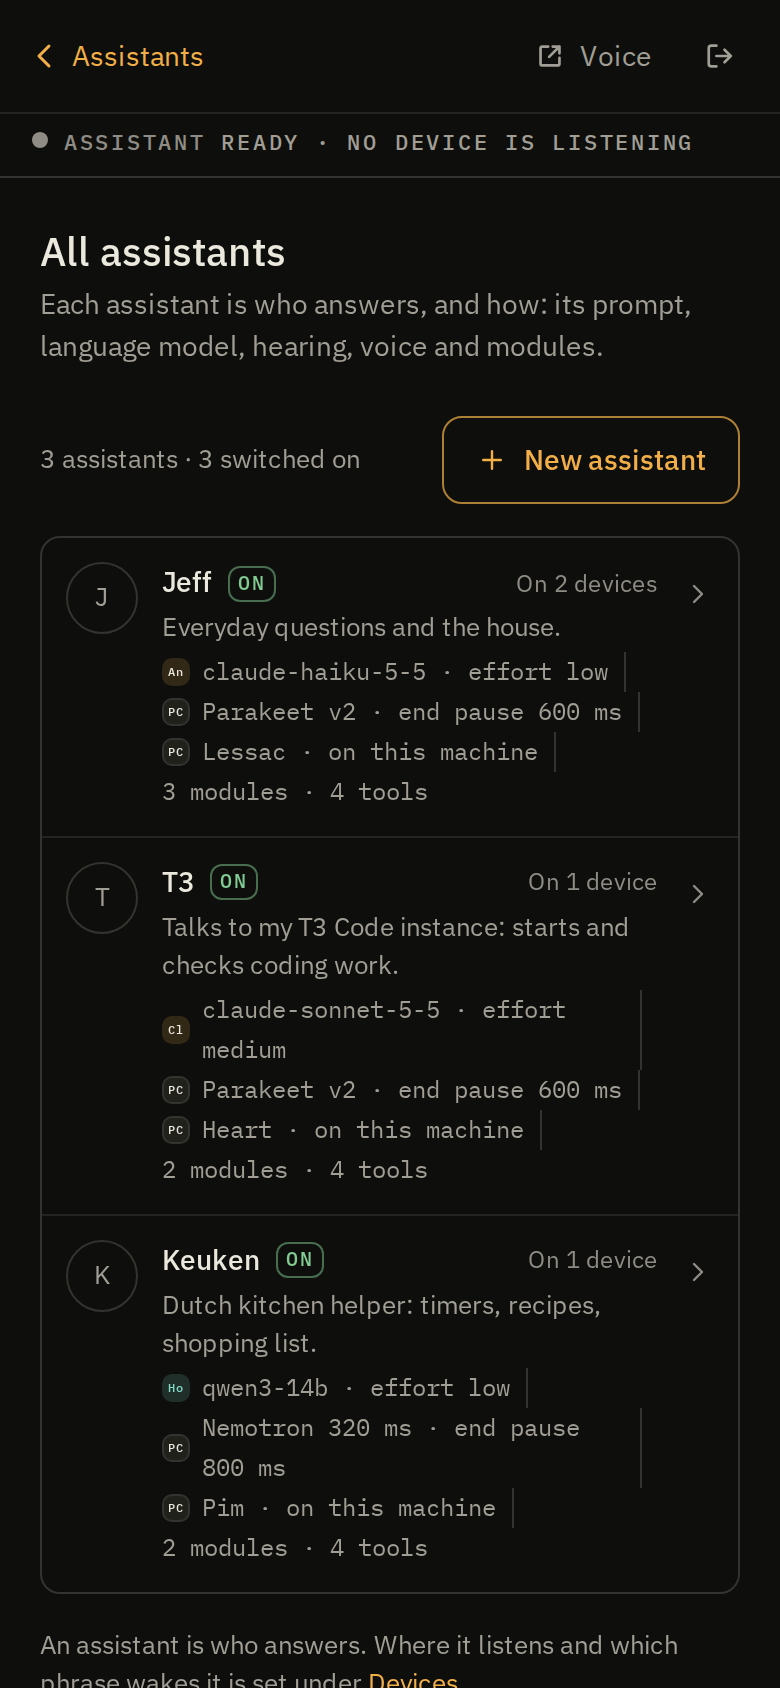 Assistants
Voice
ASSISTANT READY · NO DEVICE IS LISTENING
All assistants
Each assistant is who answers, and how: its prompt,
language model, hearing, voice and modules.
3 assistants · 3 switched on
+ New assistant
J
Jeff ON On 2 devices
Everyday questions and the house.
An claude-haiku-5-5 · effort low
PC Parakeet v2 · end pause 600 ms
PC Lessac · on this machine
3 modules · 4 tools
T
T3 ON On 1 device
Talks to my T3 Code instance: starts and
checks coding work.
Cl claude-sonnet-5-5 · effort
medium
PC Parakeet v2 · end pause 600 ms
PC Heart · on this machine
2 modules · 4 tools
K
Keuken ON On 1 device
Dutch kitchen helper: timers, recipes,
shopping list.
Ho qwen3-14b · effort low
PC Nemotron 320 ms · end pause
800 ms
PC Pim · on this machine
2 modules · 4 tools
An assistant is who answers. Where it listens and which
phrase wakes it is set under Devices